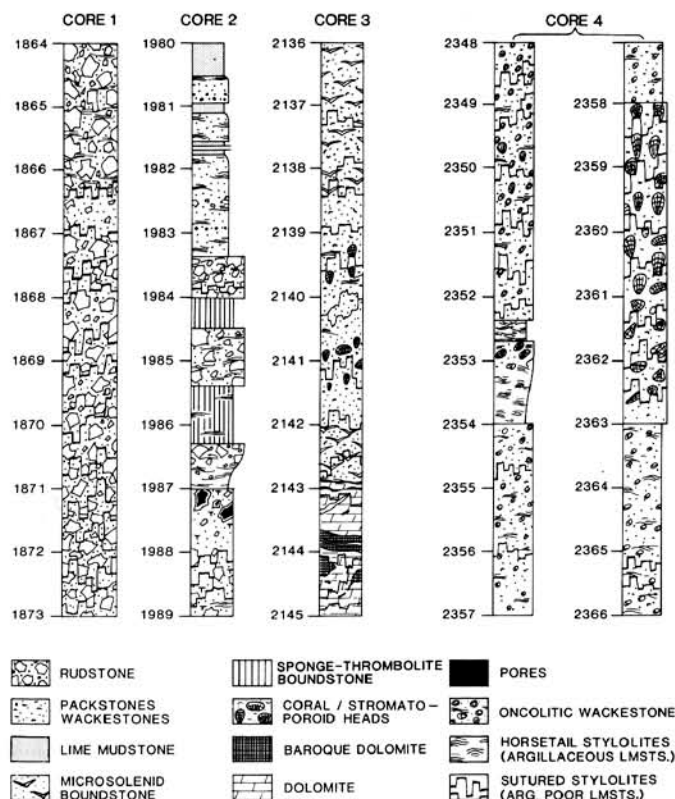 CORE 1
CORE 2
CORE 3
CORE 4
1864
1865
1866
1867
1868
1869
1870
1871
1872
1873
1980
1981
1982
1983
1984
1985
1986
1987
1988
1989
2136
2137
2138
2139
2140
2141
2142
2143
2144
2145
2348
2349
2350
2351
2352
2353
2354
2355
2356
2357
2358
2359
2360
2361
2362
2363
2364
2365
2366
RUDSTONE
PACKSTONES
WACKESTONES
LIME MUDSTONE
MICROSOLENID
BOUNDSTONE
SPONGE-THROMBOLITE
BOUNDSTONE
CORAL / STROMATO-
POROID HEADS
BAROQUE DOLOMITE
DOLOMITE
PORES
ONCOLITIC WACKESTONE
HORSETAIL STYLOLITES
(ARGILLACEOUS LMSTS.)
SUTURED STYLOLITES
(ARG. POOR LMSTS.)